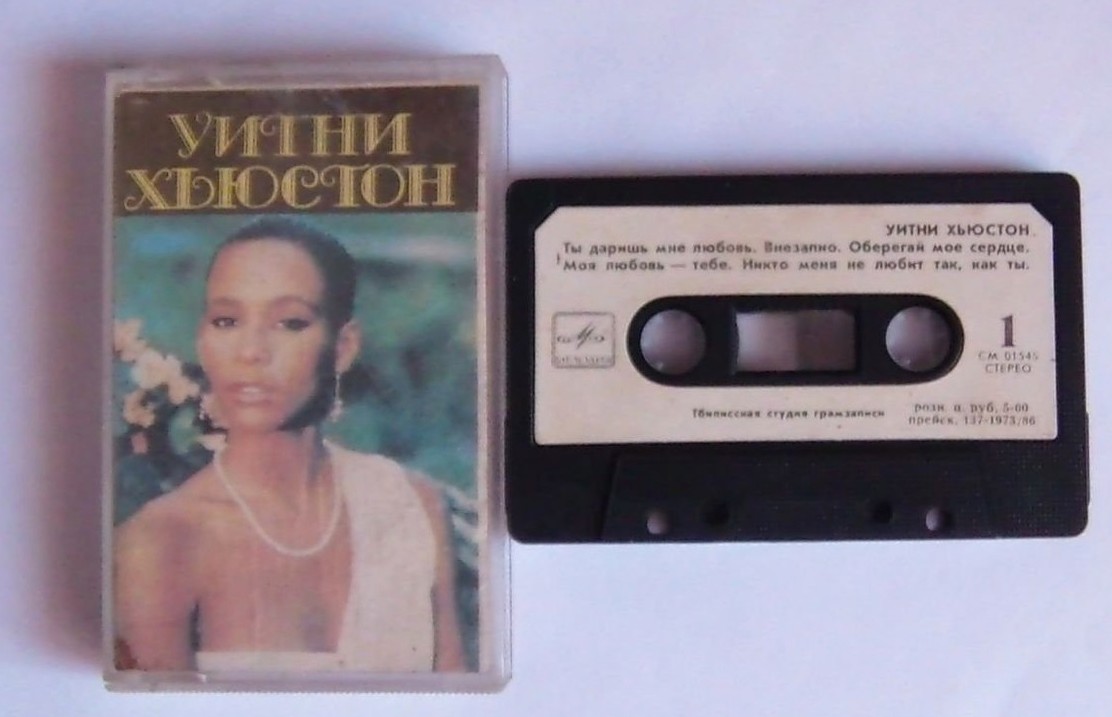 УИТНИ
ХЬЮСТОН
УИТНИ ХЬЮСТОН.
Ты даришь мне любовь. Внезапно. Оберегай мое сердце.
Моя любовь — тебе. Никто меня не любит так, как ты.
МЕЛОДИЯ
1
СМ 01545
СТЕРЕО
Тбилисская студия грамзаписи
розн. ц. руб. 5-00
прейск. 137-1973/86